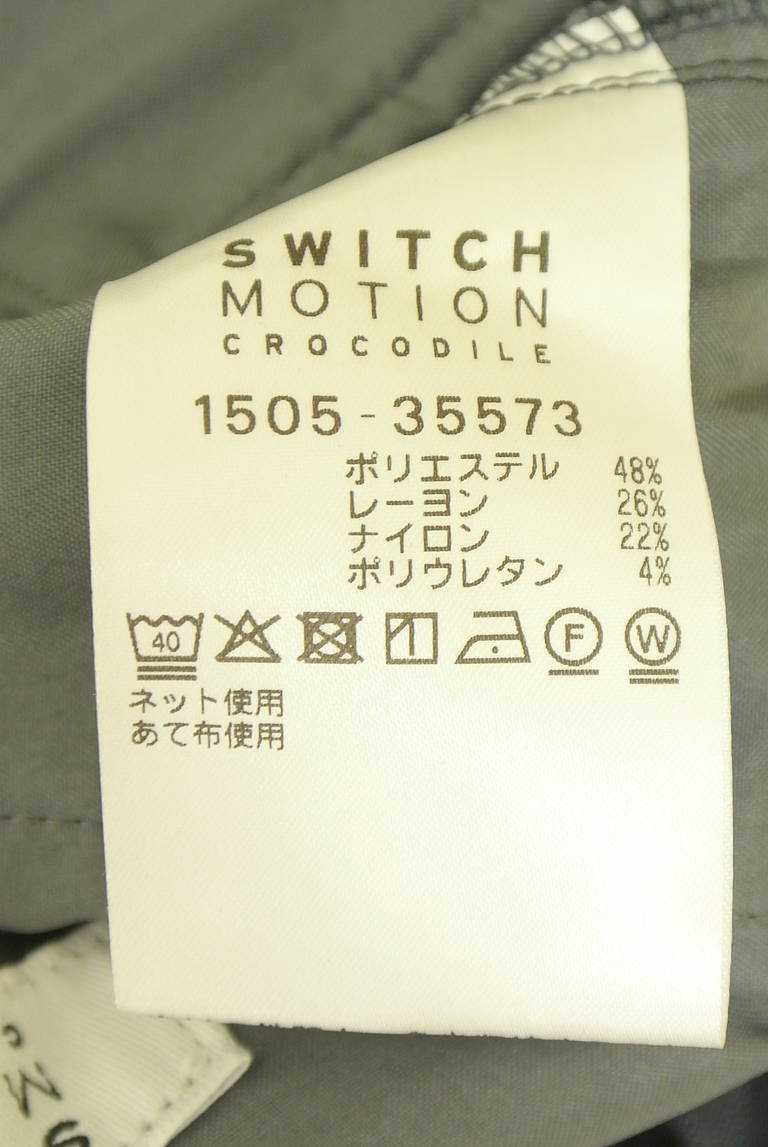 SWITCH
MOTION
CROCODILE
1505-35573
ポリエステル 48%
レーヨン 26%
ナイロン 22%
ポリウレタン 4%
40 F W
ネット使用
あて布使用
S
M
c